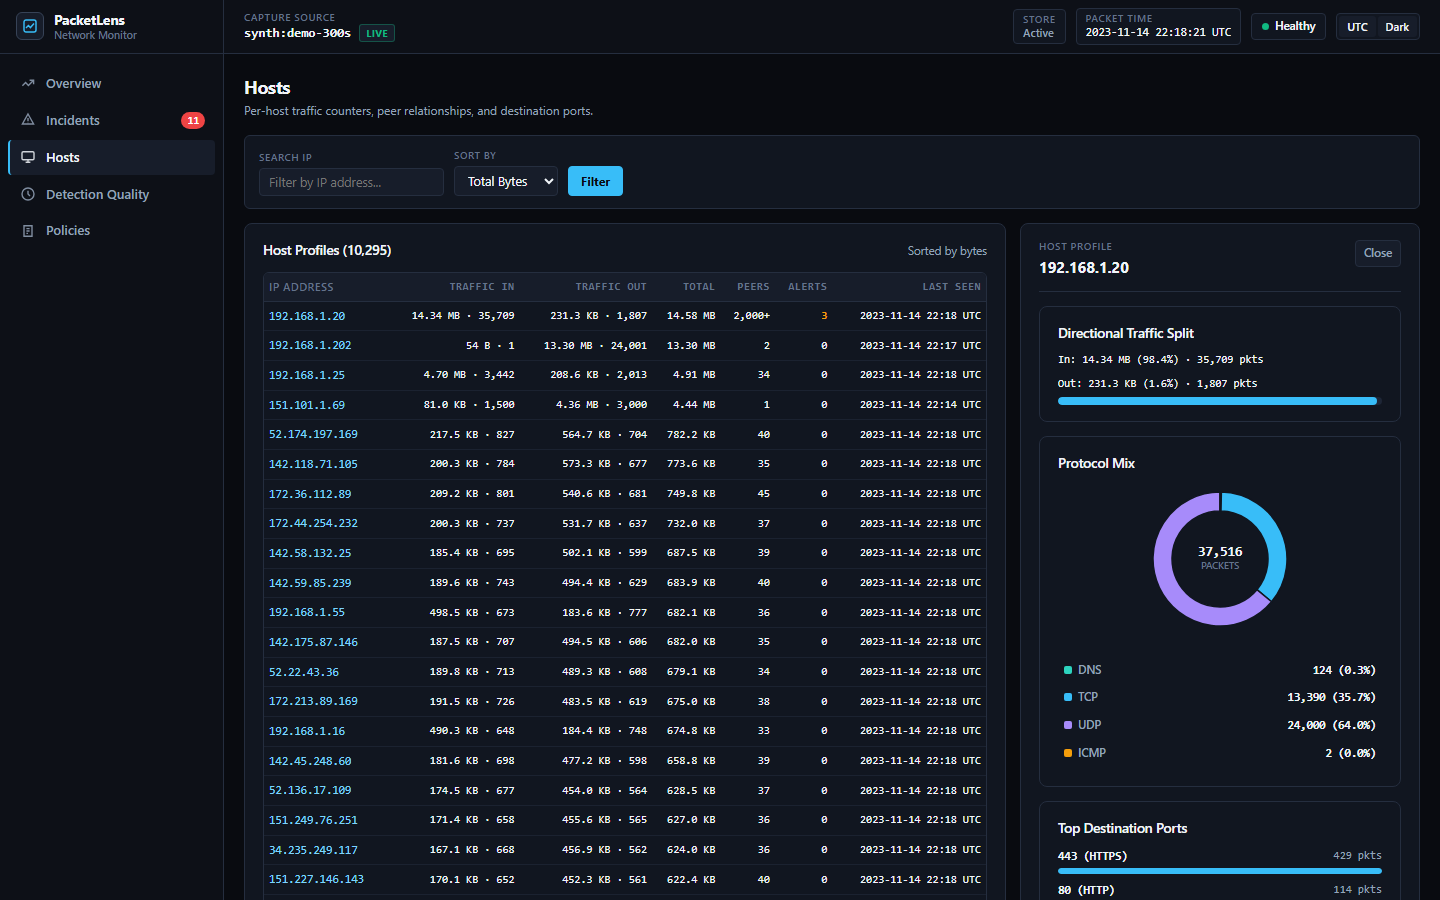 PacketLens
Network Monitor
CAPTURE SOURCE
synth:demo-300s LIVE
STORE
Active
PACKET TIME
2023-11-14 22:18:21 UTC
Healthy
UTC Dark
Overview
Incidents 11
Hosts
Detection Quality
Policies
Hosts
Per-host traffic counters, peer relationships, and destination ports.
SEARCH IP
Filter by IP address...
SORT BY
Total Bytes
Filter
Host Profiles (10,295) Sorted by bytes
IP ADDRESS TRAFFIC IN TRAFFIC OUT TOTAL PEERS ALERTS LAST SEEN
192.168.1.20 14.34 MB · 35,709 231.3 KB · 1,807 14.58 MB 2,000+ 3 2023-11-14 22:18 UTC
192.168.1.202 54 B · 1 13.30 MB · 24,001 13.30 MB 2 0 2023-11-14 22:17 UTC
192.168.1.25 4.70 MB · 3,442 208.6 KB · 2,013 4.91 MB 34 0 2023-11-14 22:18 UTC
151.101.1.69 81.0 KB · 1,500 4.36 MB · 3,000 4.44 MB 1 0 2023-11-14 22:14 UTC
52.174.197.169 217.5 KB · 827 564.7 KB · 704 782.2 KB 40 0 2023-11-14 22:18 UTC
142.118.71.105 200.3 KB · 784 573.3 KB · 677 773.6 KB 35 0 2023-11-14 22:18 UTC
172.36.112.89 209.2 KB · 801 540.6 KB · 681 749.8 KB 45 0 2023-11-14 22:18 UTC
172.44.254.232 200.3 KB · 737 531.7 KB · 637 732.0 KB 37 0 2023-11-14 22:18 UTC
142.58.132.25 185.4 KB · 695 502.1 KB · 599 687.5 KB 39 0 2023-11-14 22:18 UTC
142.59.85.239 189.6 KB · 743 494.4 KB · 629 683.9 KB 40 0 2023-11-14 22:18 UTC
192.168.1.55 498.5 KB · 673 183.6 KB · 777 682.1 KB 36 0 2023-11-14 22:18 UTC
142.175.87.146 187.5 KB · 707 494.5 KB · 606 682.0 KB 35 0 2023-11-14 22:18 UTC
52.22.43.36 189.8 KB · 713 489.3 KB · 608 679.1 KB 34 0 2023-11-14 22:18 UTC
172.213.89.169 191.5 KB · 726 483.5 KB · 619 675.0 KB 38 0 2023-11-14 22:18 UTC
192.168.1.16 490.3 KB · 648 184.4 KB · 748 674.8 KB 33 0 2023-11-14 22:18 UTC
142.45.248.60 181.6 KB · 698 477.2 KB · 598 658.8 KB 39 0 2023-11-14 22:18 UTC
52.136.17.109 174.5 KB · 677 454.0 KB · 564 628.5 KB 37 0 2023-11-14 22:18 UTC
151.249.76.251 171.4 KB · 658 455.6 KB · 565 627.0 KB 36 0 2023-11-14 22:18 UTC
34.235.249.117 167.1 KB · 668 456.9 KB · 562 624.0 KB 36 0 2023-11-14 22:18 UTC
151.227.146.143 170.1 KB · 652 452.3 KB · 561 622.4 KB 40 0 2023-11-14 22:18 UTC
HOST PROFILE
192.168.1.20
Close
Directional Traffic Split
In: 14.34 MB (98.4%) · 35,709 pkts
Out: 231.3 KB (1.6%) · 1,807 pkts
Protocol Mix
37,516
PACKETS
DNS 124 (0.3%)
TCP 13,390 (35.7%)
UDP 24,000 (64.0%)
ICMP 2 (0.0%)
Top Destination Ports
443 (HTTPS) 429 pkts
80 (HTTP) 114 pkts